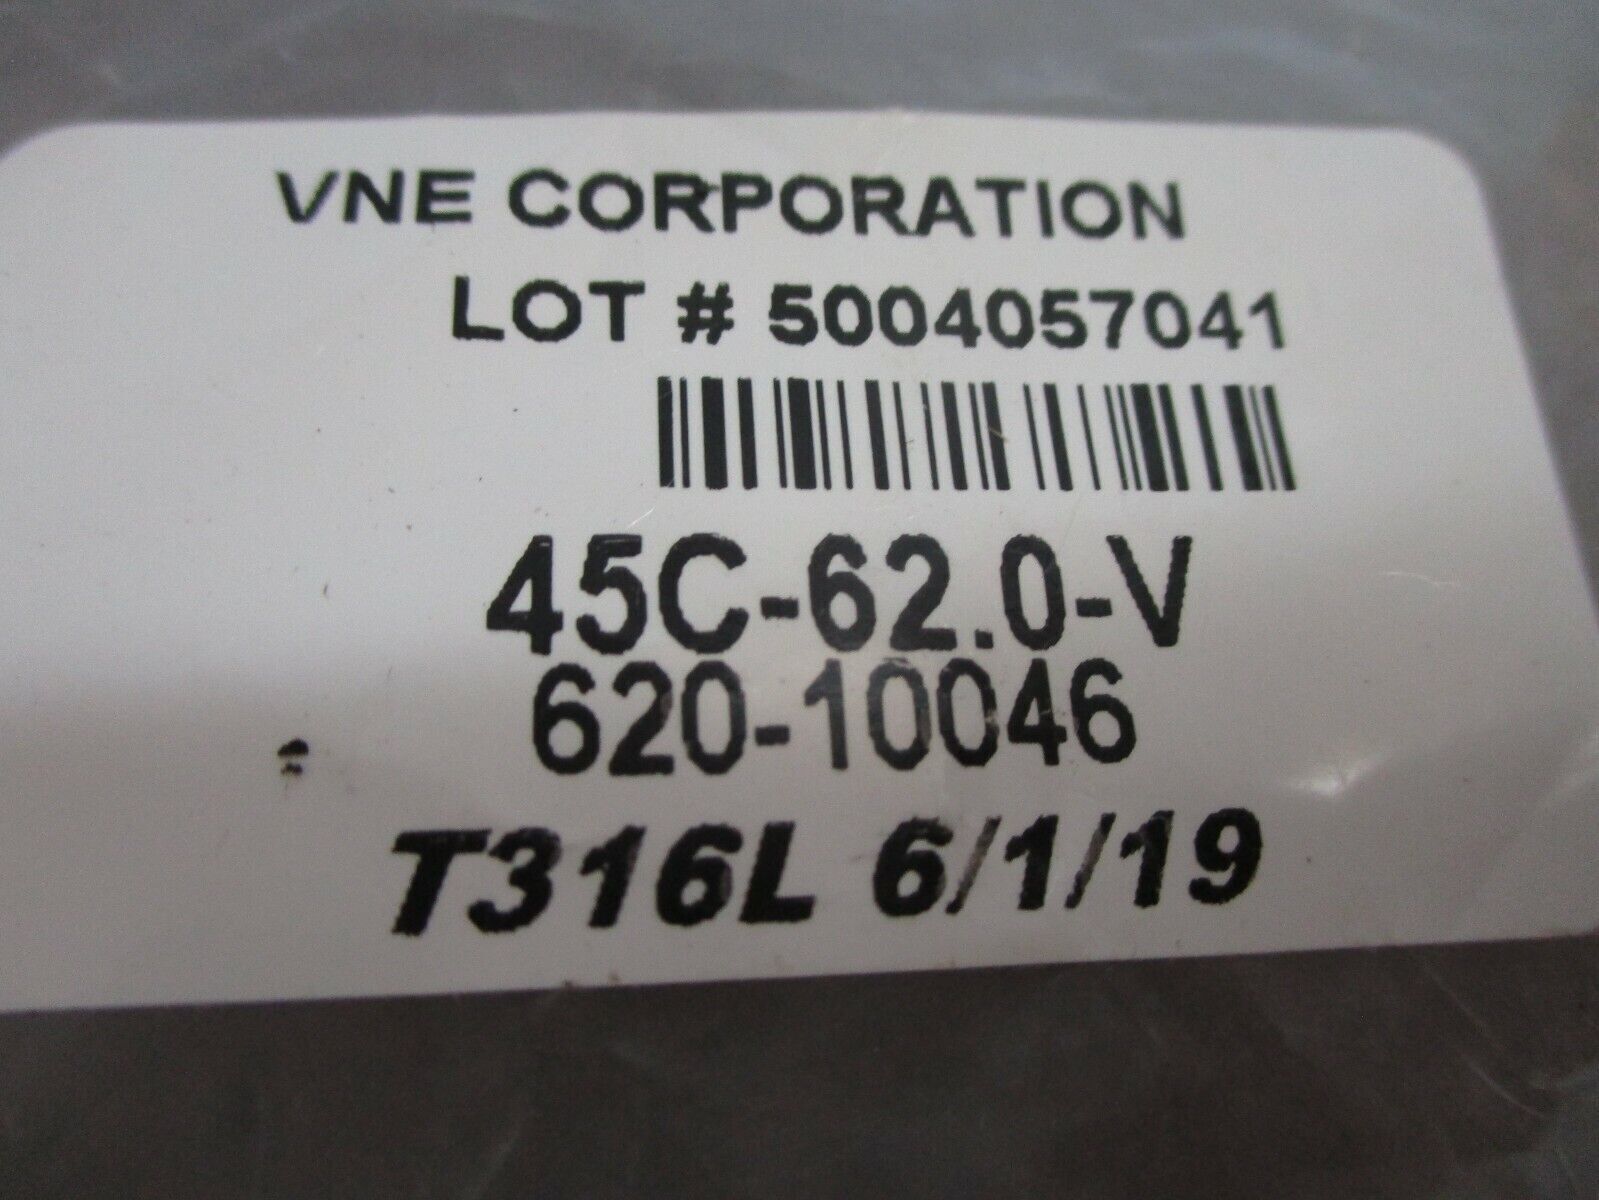 VNE CORPORATION
LOT # 5004057041
45C-62.0-V
620-10046
T316L 6/1/19